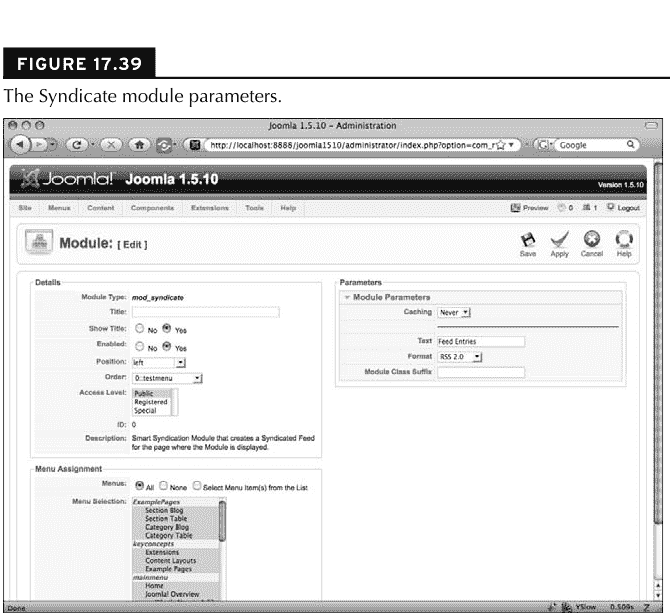 FIGURE 17.39
The Syndicate module parameters.
Joomla 1.5.10 - Administration
http://localhost:8888/joomla1510/administrator/index.php?option=com_r
Google
Joomla! Joomla 1.5.10
Version 1.5.10
Site Menus Content Components Extensions Tools Help
Preview 0 1 Logout
Module: [ Edit ]
Save Apply Cancel Help
Details
Module Type: mod_syndicate
Title:
Show Title: No Yes
Enabled: No Yes
Position: left
Order: 0::testmenu
Access Level: Public
Registered
Special
ID: 0
Description: Smart Syndication Module that creates a Syndicated Feed
for the page where the Module is displayed.
Parameters
Module Parameters
Caching Never
Text Feed Entries
Format RSS 2.0
Module Class Suffix
Menu Assignment
Menus: All None Select Menu Item(s) from the List
Menu Selection: ExamplePages
Section Blog
Section Table
Category Blog
Category Table
keyconcepts
Extensions
Content Layouts
Example Pages
mainmenu
Home
Joomla! Overview
Done
YSlow 0.509s